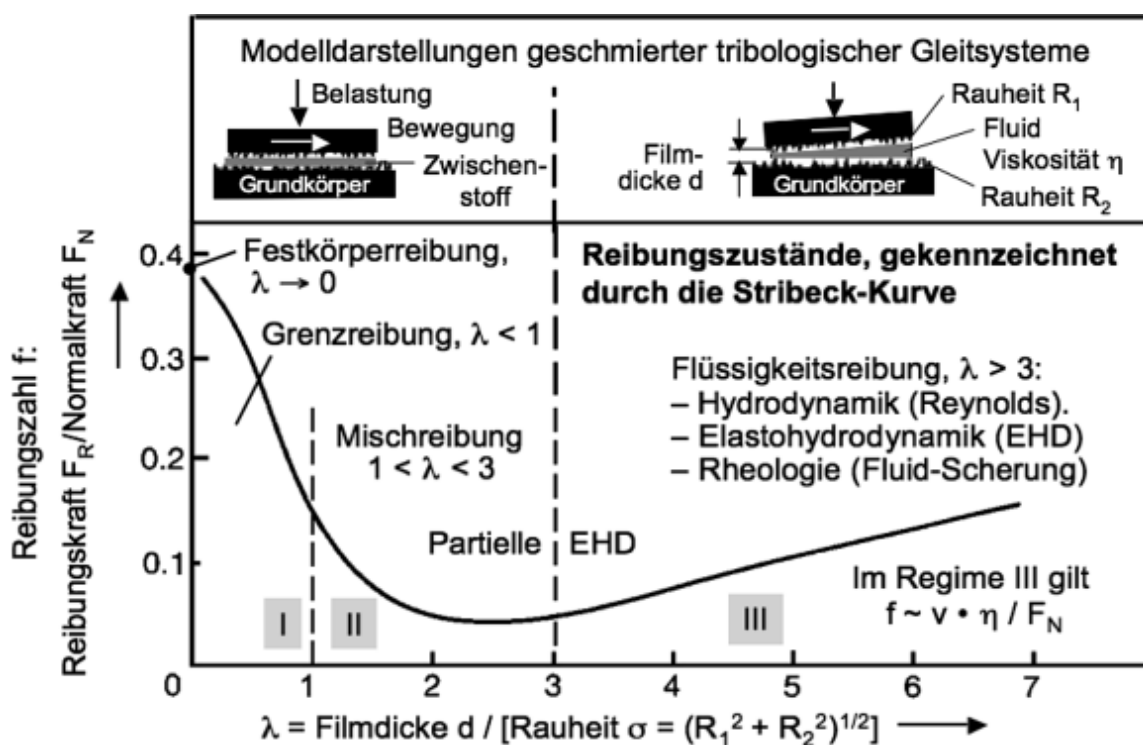 Modelldarstellungen geschmierter tribologischer Gleitsysteme
Belastung
Bewegung
Zwischen-
stoff
Grundkörper
Film-
dicke d
Rauheit R₁
Fluid
Viskosität η
Rauheit R₂
Grundkörper
Reibungszahl f:
Reibungskraft F_R/Normalkraft F_N
0.4
0.3
0.2
0.1
0
Festkörperreibung,
λ → 0
Grenzreibung, λ < 1
Mischreibung
1 < λ < 3
Reibungszustände, gekennzeichnet
durch die Stribeck-Kurve
Flüssigkeitsreibung, λ > 3:
– Hydrodynamik (Reynolds).
– Elastohydrodynamik (EHD)
– Rheologie (Fluid-Scherung)
Partielle EHD
Im Regime III gilt
f ~ v • η / F_N
I II III
1 2 3 4 5 6 7
λ = Filmdicke d / [Rauheit σ = (R₁² + R₂²)^1/2]